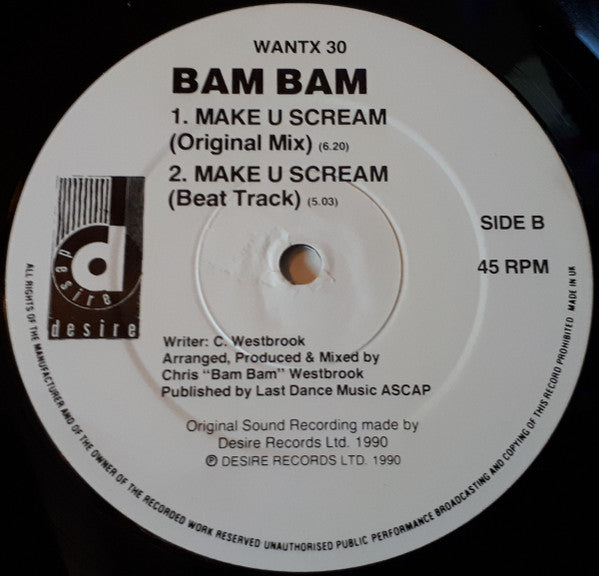 WANTX 30
BAM BAM
1. MAKE U SCREAM
(Original Mix) (6.20)
2. MAKE U SCREAM
(Beat Track) (5.03)
d
desire
desire
SIDE B
45 RPM
Writer: C. Westbrook
Arranged, Produced & Mixed by
Chris "Bam Bam" Westbrook
Published by Last Dance Music ASCAP
Original Sound Recording made by
Desire Records Ltd. 1990
℗ DESIRE RECORDS LTD. 1990
ALL RIGHTS OF THE MANUFACTURER AND OF THE OWNER OF THE RECORDED WORK RESERVED UNAUTHORISED PUBLIC PERFORMANCE BROADCASTING AND COPYING OF THIS RECORD PROHIBITED. MADE IN UK